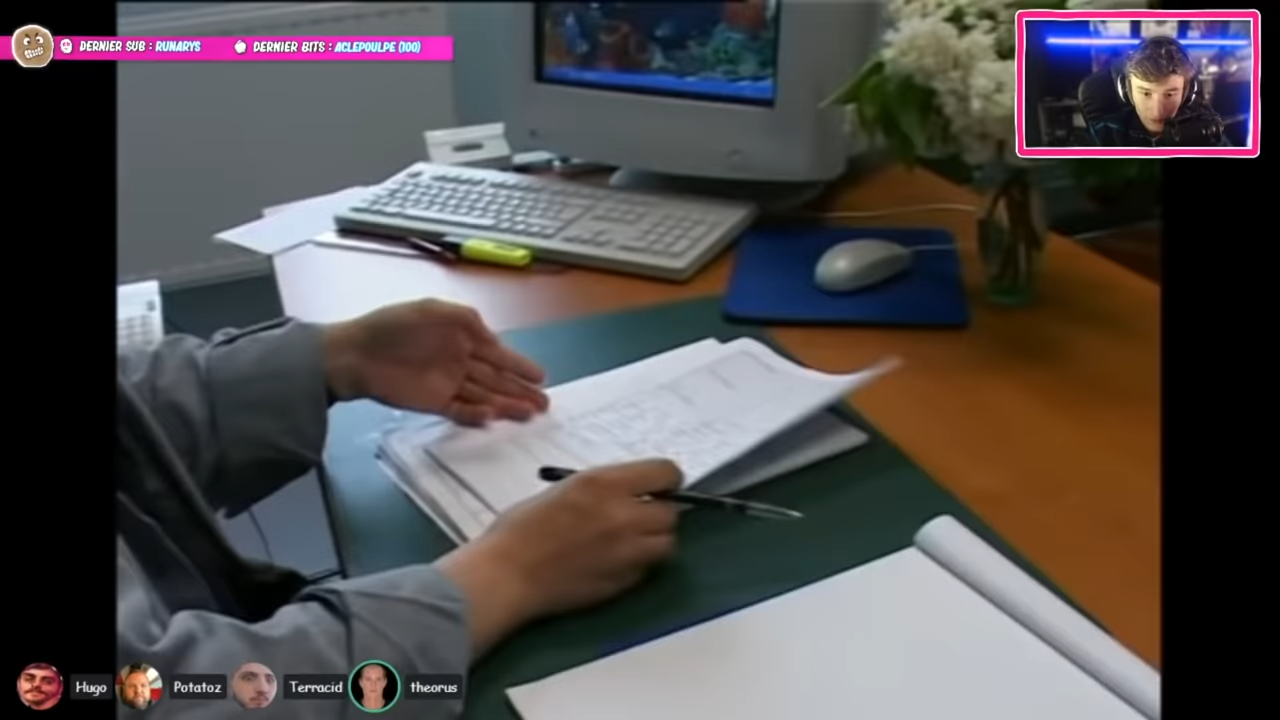 DERNIER SUB : RUNARYS DERNIER BITS : ACLEPOULPE (100)
Hugo Potatoz Terracid theorus